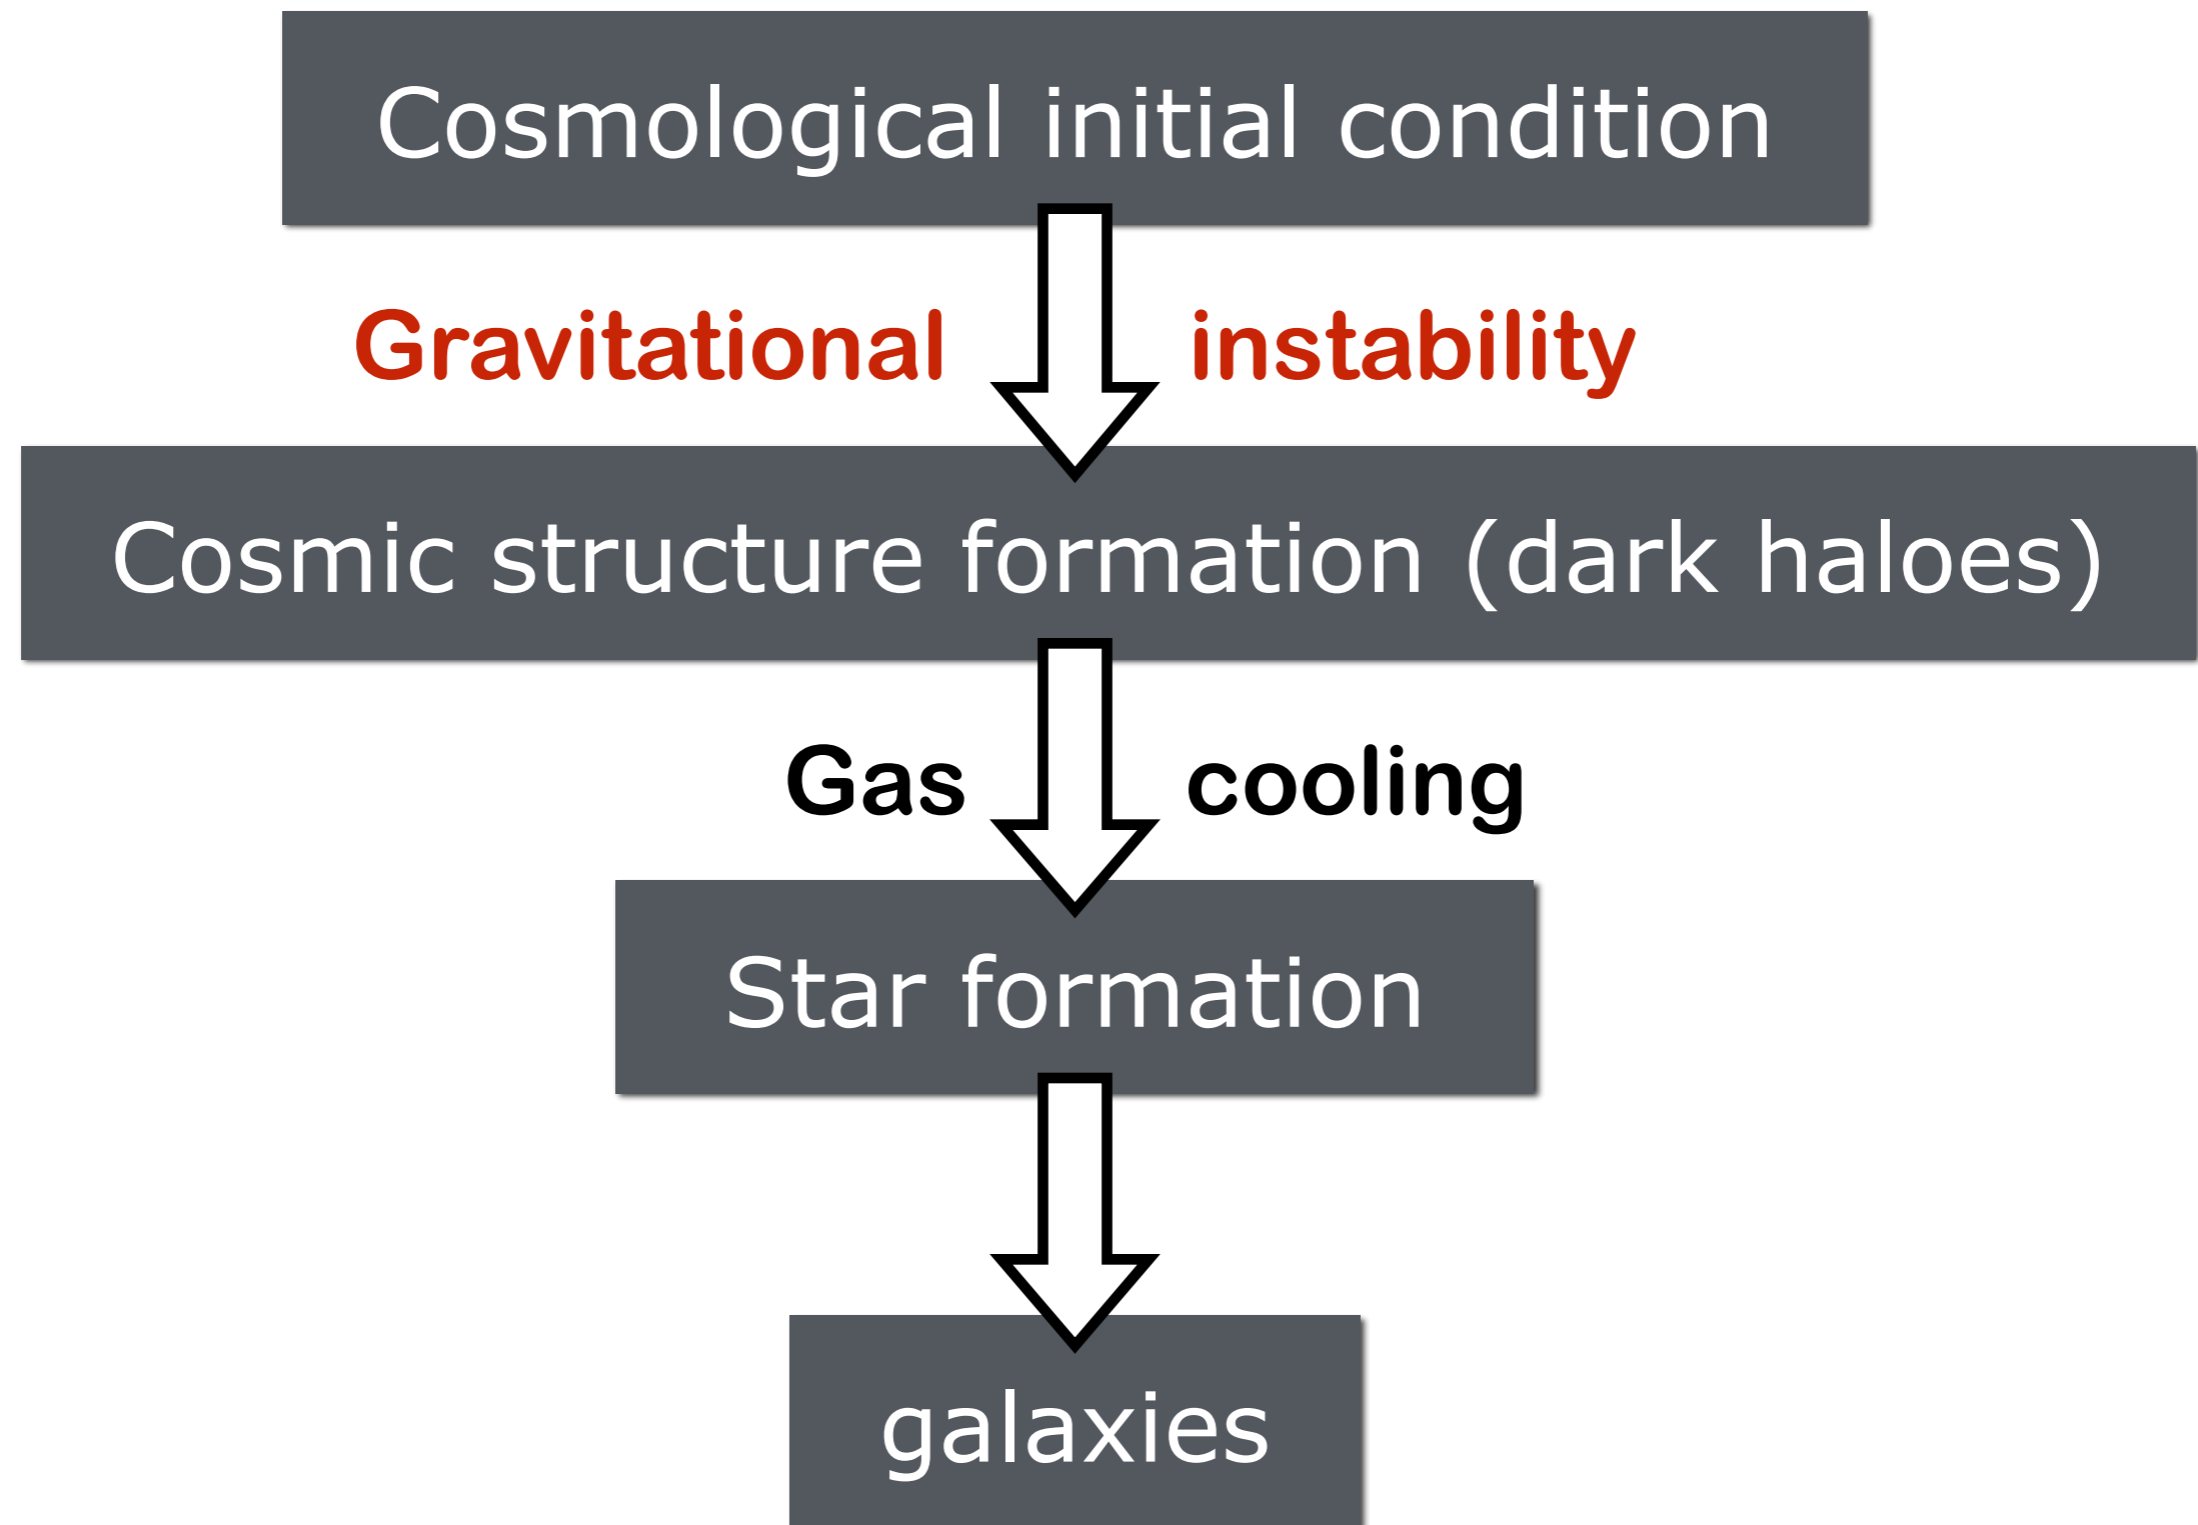 Cosmological initial condition
Gravitational instability
Cosmic structure formation (dark haloes)
Gas cooling
Star formation
galaxies